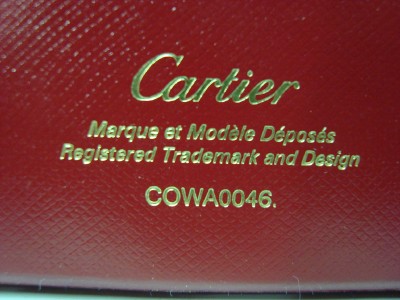 Cartier
Marque et Modèle Déposés
Registered Trademark and Design
COWA0046.